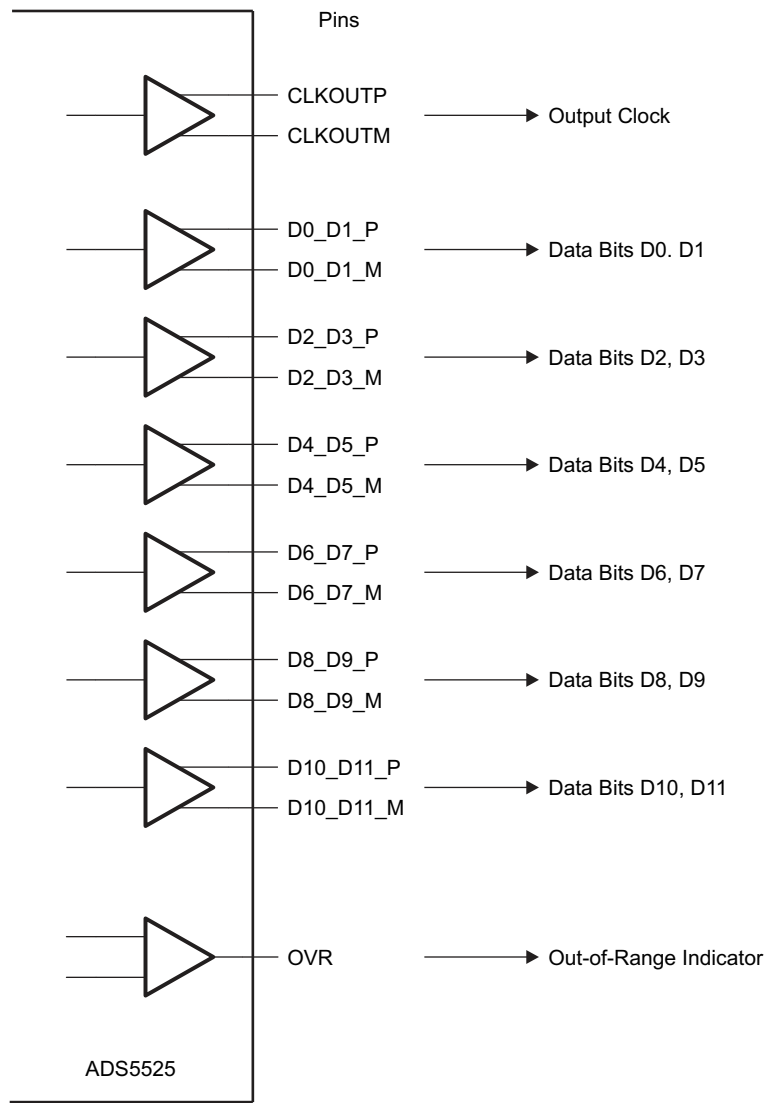 Pins
CLKOUTP
CLKOUTM
Output Clock
D0_D1_P
D0_D1_M
Data Bits D0. D1
D2_D3_P
D2_D3_M
Data Bits D2, D3
D4_D5_P
D4_D5_M
Data Bits D4, D5
D6_D7_P
D6_D7_M
Data Bits D6, D7
D8_D9_P
D8_D9_M
Data Bits D8, D9
D10_D11_P
D10_D11_M
Data Bits D10, D11
OVR
Out-of-Range Indicator
ADS5525